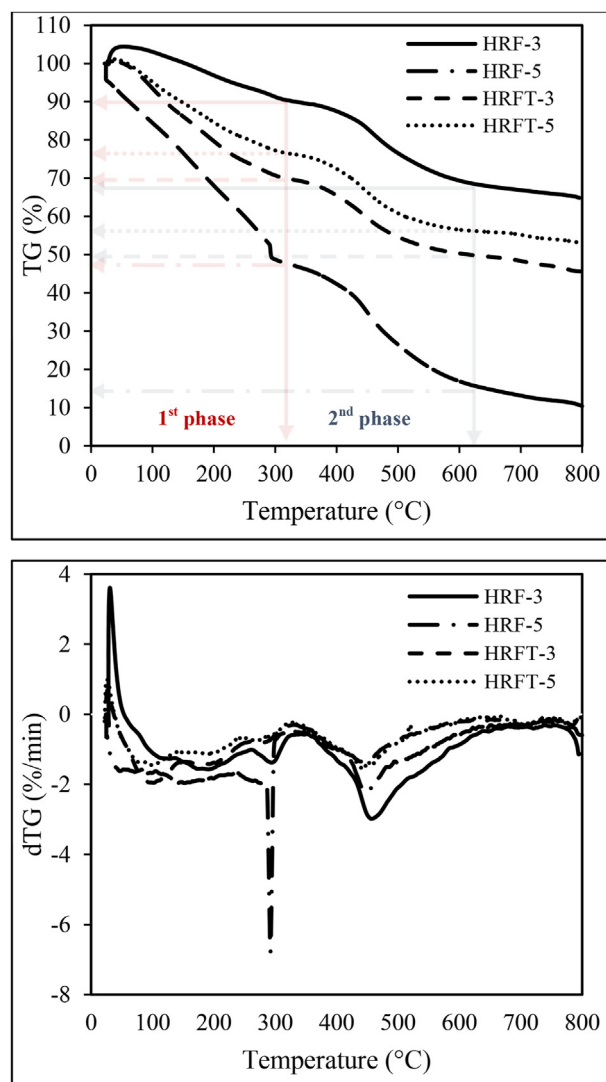 110
100
90
80
70
60
50
40
30
20
10
0
TG (%)
HRF-3
HRF-5
HRFT-3
HRFT-5
1st phase
2nd phase
0 100 200 300 400 500 600 700 800
Temperature (°C)
4
2
0
-2
-4
-6
-8
dTG (%/min)
HRF-3
HRF-5
HRFT-3
HRFT-5
0 100 200 300 400 500 600 700 800
Temperature (°C)